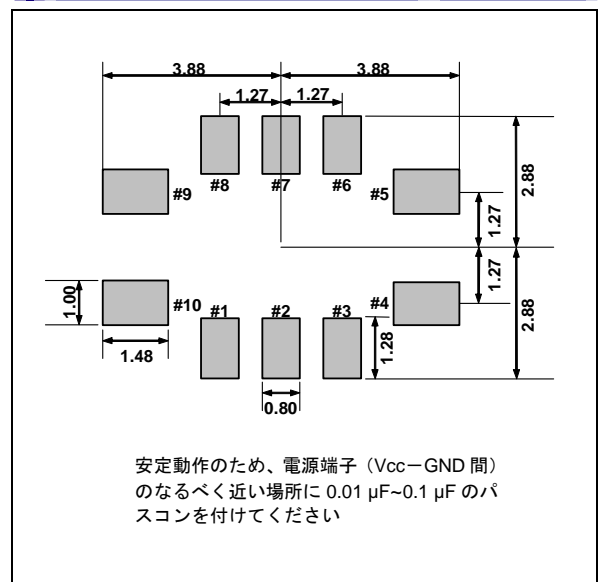 3.88 3.88
1.27 1.27
#8 #7 #6
#9 #5
2.88
1.27
1.27
1.00
#10 #1 #2 #3 #4
2.88
1.28
1.48
0.80
安定動作のため、電源端子（Vcc－GND 間）
のなるべく近い場所に 0.01 µF~0.1 µF のパ
スコンを付けてください